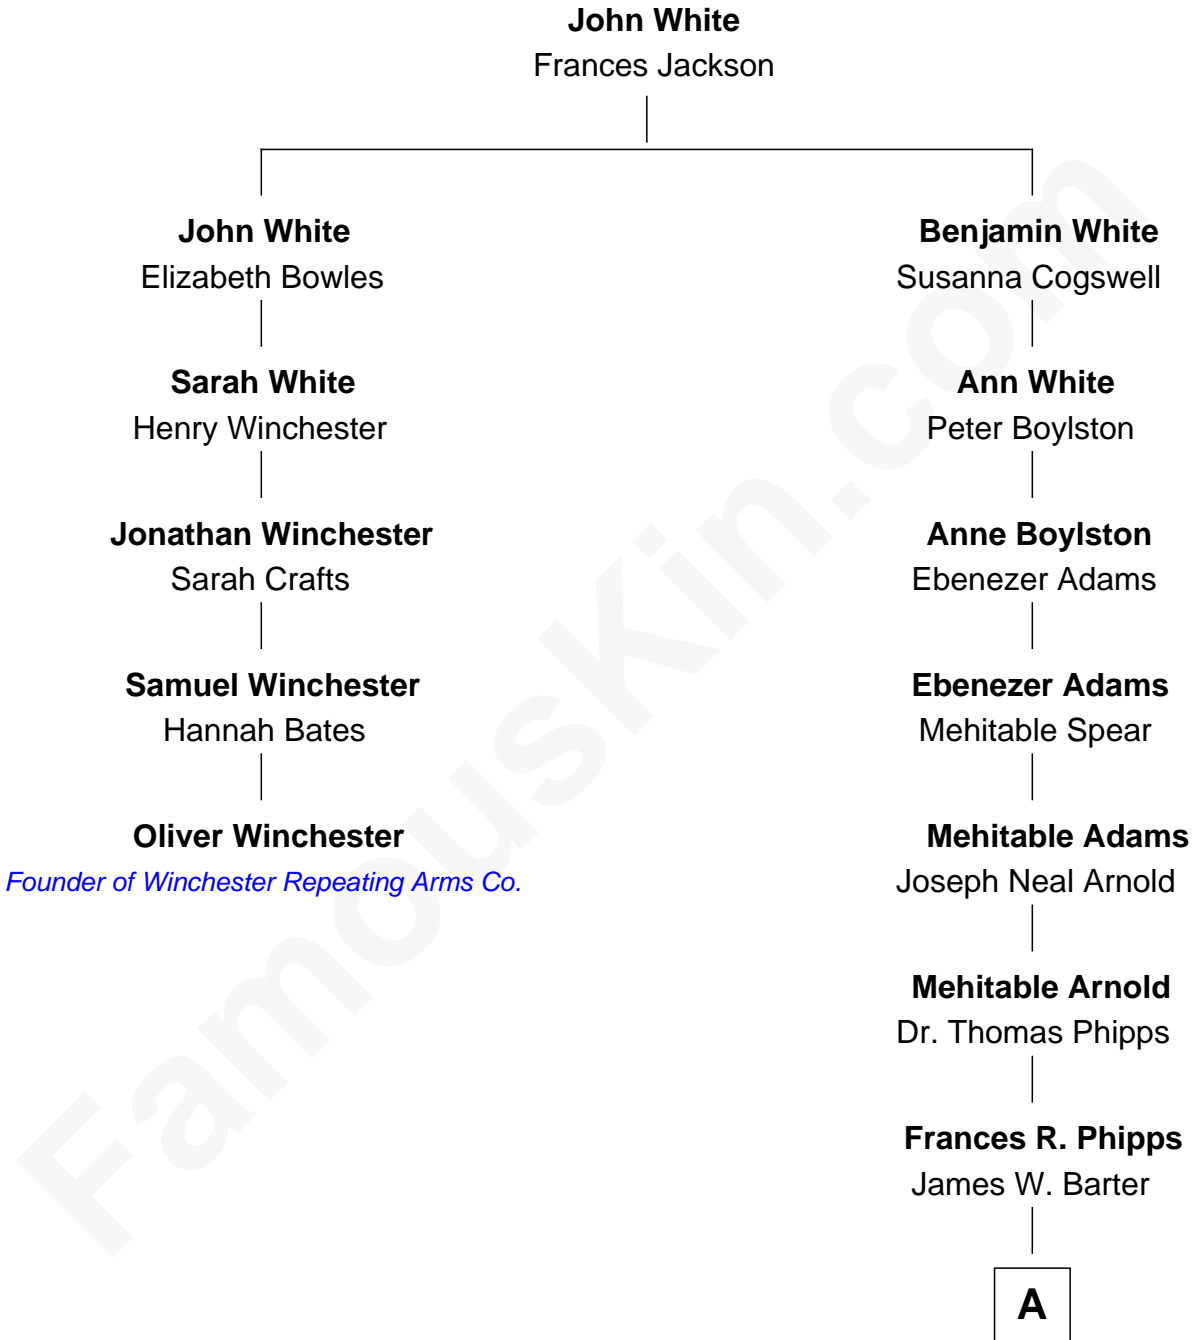 John White
Frances Jackson
John White
Elizabeth Bowles
Benjamin White
Susanna Cogswell
Sarah White
Henry Winchester
Ann White
Peter Boylston
Jonathan Winchester
Sarah Crafts
Anne Boylston
Ebenezer Adams
Samuel Winchester
Hannah Bates
Ebenezer Adams
Mehitable Spear
Oliver Winchester
Founder of Winchester Repeating Arms Co.
Mehitable Adams
Joseph Neal Arnold
Mehitable Arnold
Dr. Thomas Phipps
Frances R. Phipps
James W. Barter
A
FamousKin.com